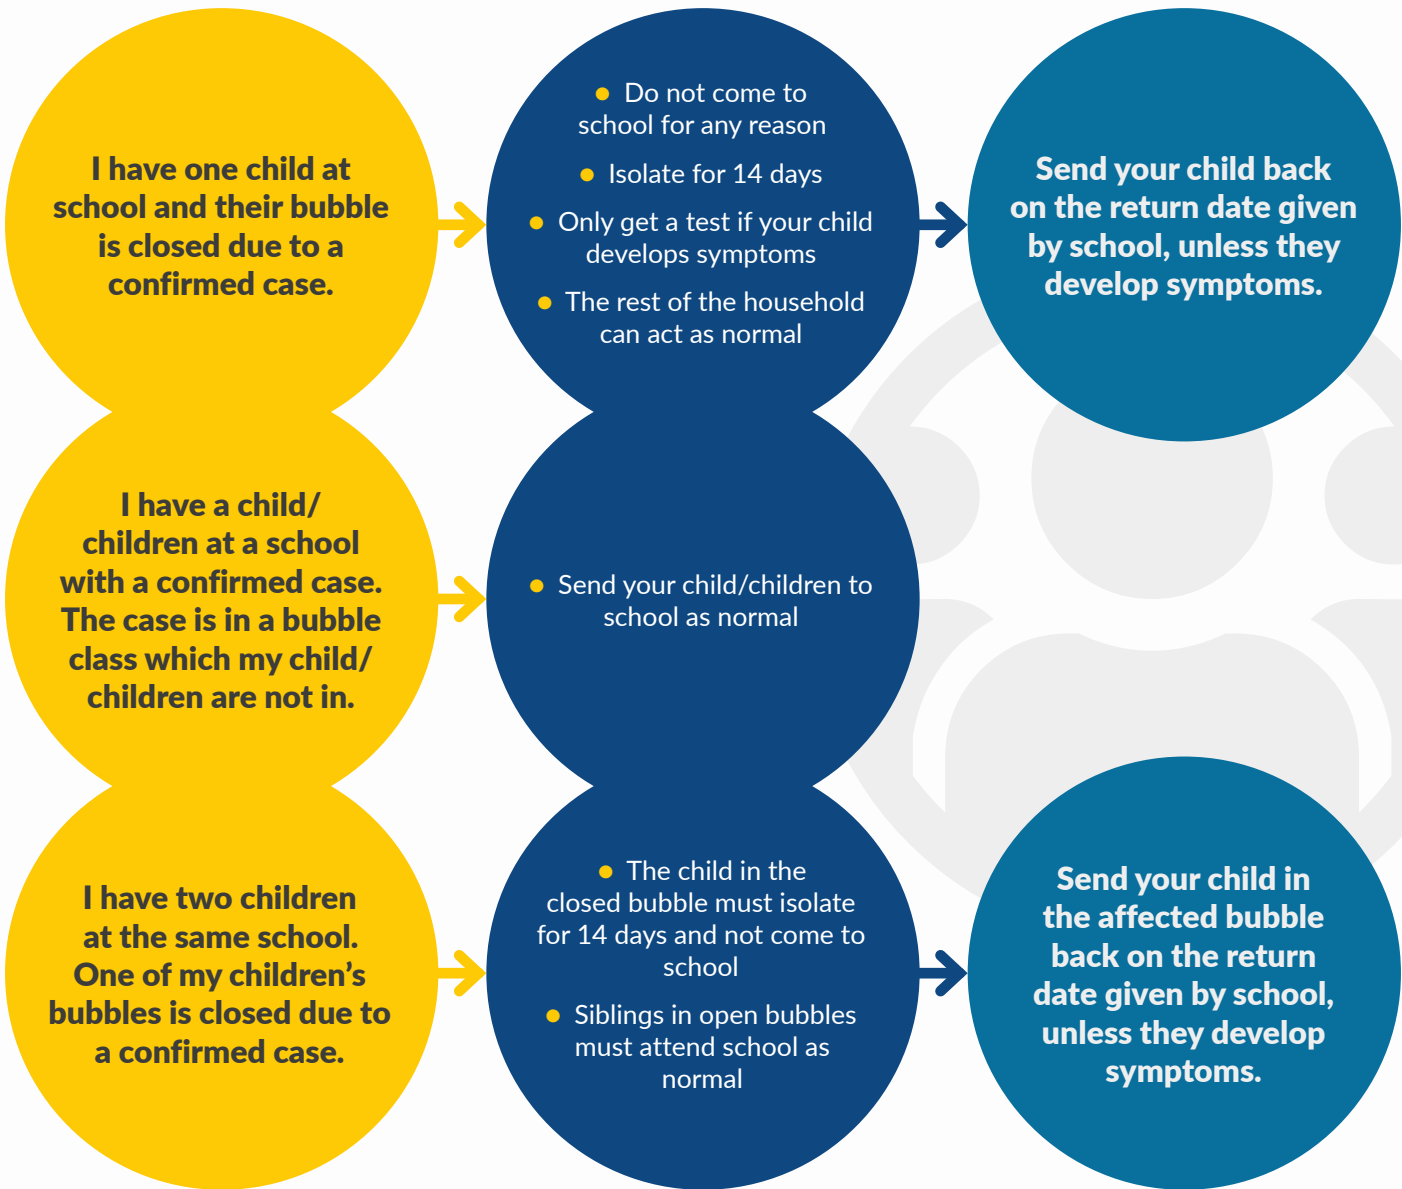 I have one child at
school and their bubble
is closed due to a
confirmed case.
● Do not come to
school for any reason
● Isolate for 14 days
● Only get a test if your child
develops symptoms
● The rest of the household
can act as normal
Send your child back
on the return date given
by school, unless they
develop symptoms.
I have a child/
children at a school
with a confirmed case.
The case is in a bubble
class which my child/
children are not in.
● Send your child/children to
school as normal
I have two children
at the same school.
One of my children’s
bubbles is closed due to
a confirmed case.
● The child in the
closed bubble must isolate
for 14 days and not come to
school
● Siblings in open bubbles
must attend school as
normal
Send your child in
the affected bubble
back on the return
date given by school,
unless they develop
symptoms.